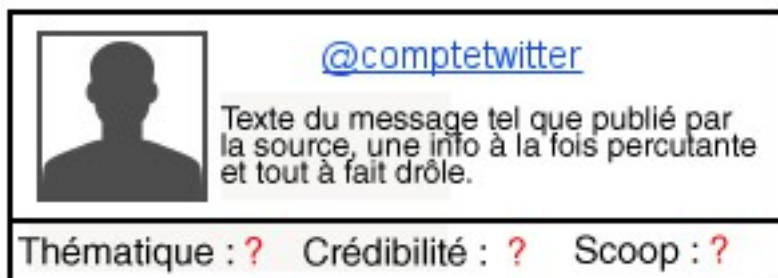 @comptetwitter
Texte du message tel que publié par
la source, une info à la fois percutante
et tout à fait drôle.
Thématique : ? Crédibilité : ? Scoop : ?